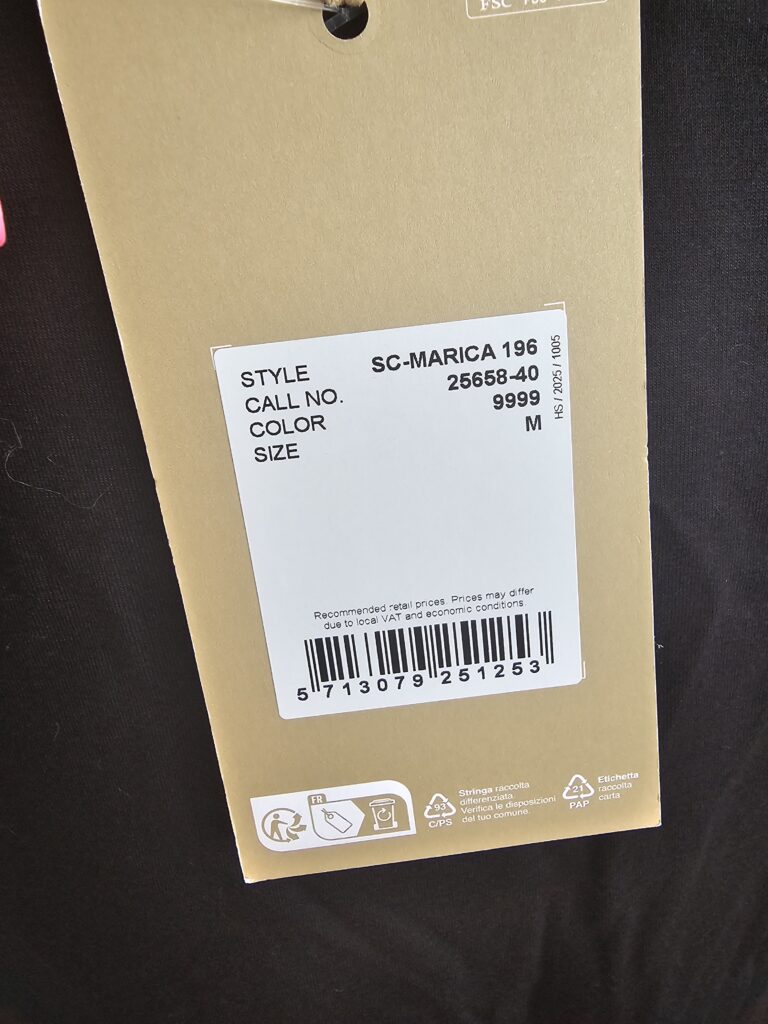 FSC
STYLE SC-MARICA 196
CALL NO. 25658-40
COLOR 9999
SIZE M
HS / 2025 / 1005
Recommended retail prices. Prices may differ
due to local VAT and economic conditions
5 713079 251253
FR
93
C/PS
Stringa raccolta
differenziata.
Verifica le disposizioni
del tuo comune.
21
PAP
Etichetta
raccolta
carta